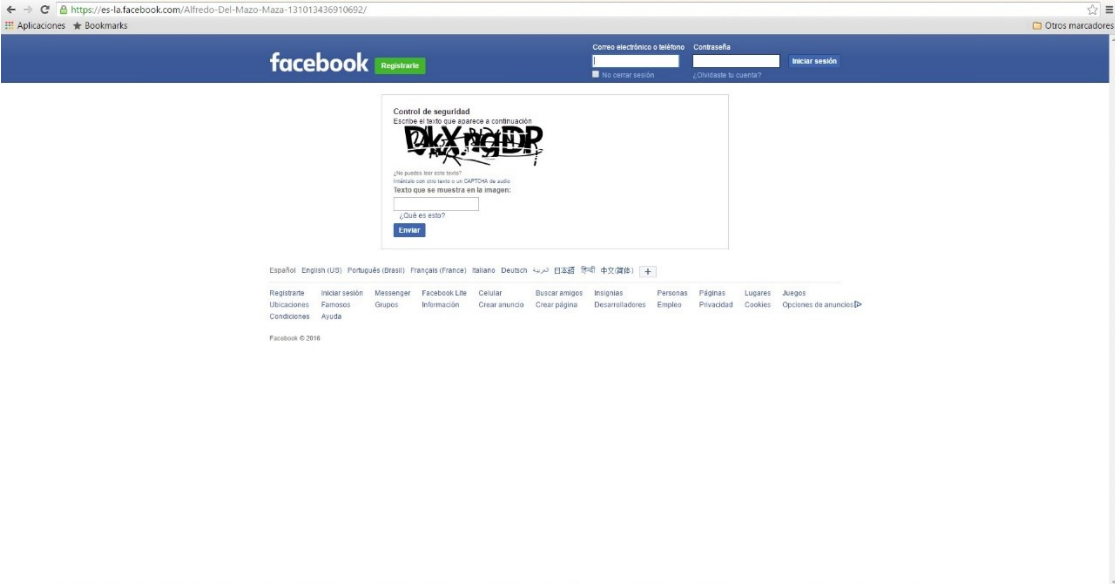 https://es-la.facebook.com/Alfredo-Del-Mazo-Maza-131013436910692/
Aplicaciones Bookmarks Otros marcadores
facebook Registrarte
Correo electrónico o teléfono Contraseña
Iniciar sesión
No cerrar sesión ¿Olvidaste tu cuenta?
Control de seguridad
Escribe el texto que aparece a continuación
¿No puedes leer este texto?
Inténtalo con otro texto o un CAPTCHA de audio
Texto que se muestra en la imagen:
¿Qué es esto?
Enviar
Español English (US) Português (Brasil) Français (France) Italiano Deutsch العربية 日本語 हिन्दी 中文(简体) +
Registrarte Iniciar sesión Messenger Facebook Lite Celular Buscar amigos Insignias Personas Páginas Lugares Juegos
Ubicaciones Famosos Grupos Información Crear anuncio Crear página Desarrolladores Empleo Privacidad Cookies Opciones de anuncios
Condiciones Ayuda
Facebook © 2016